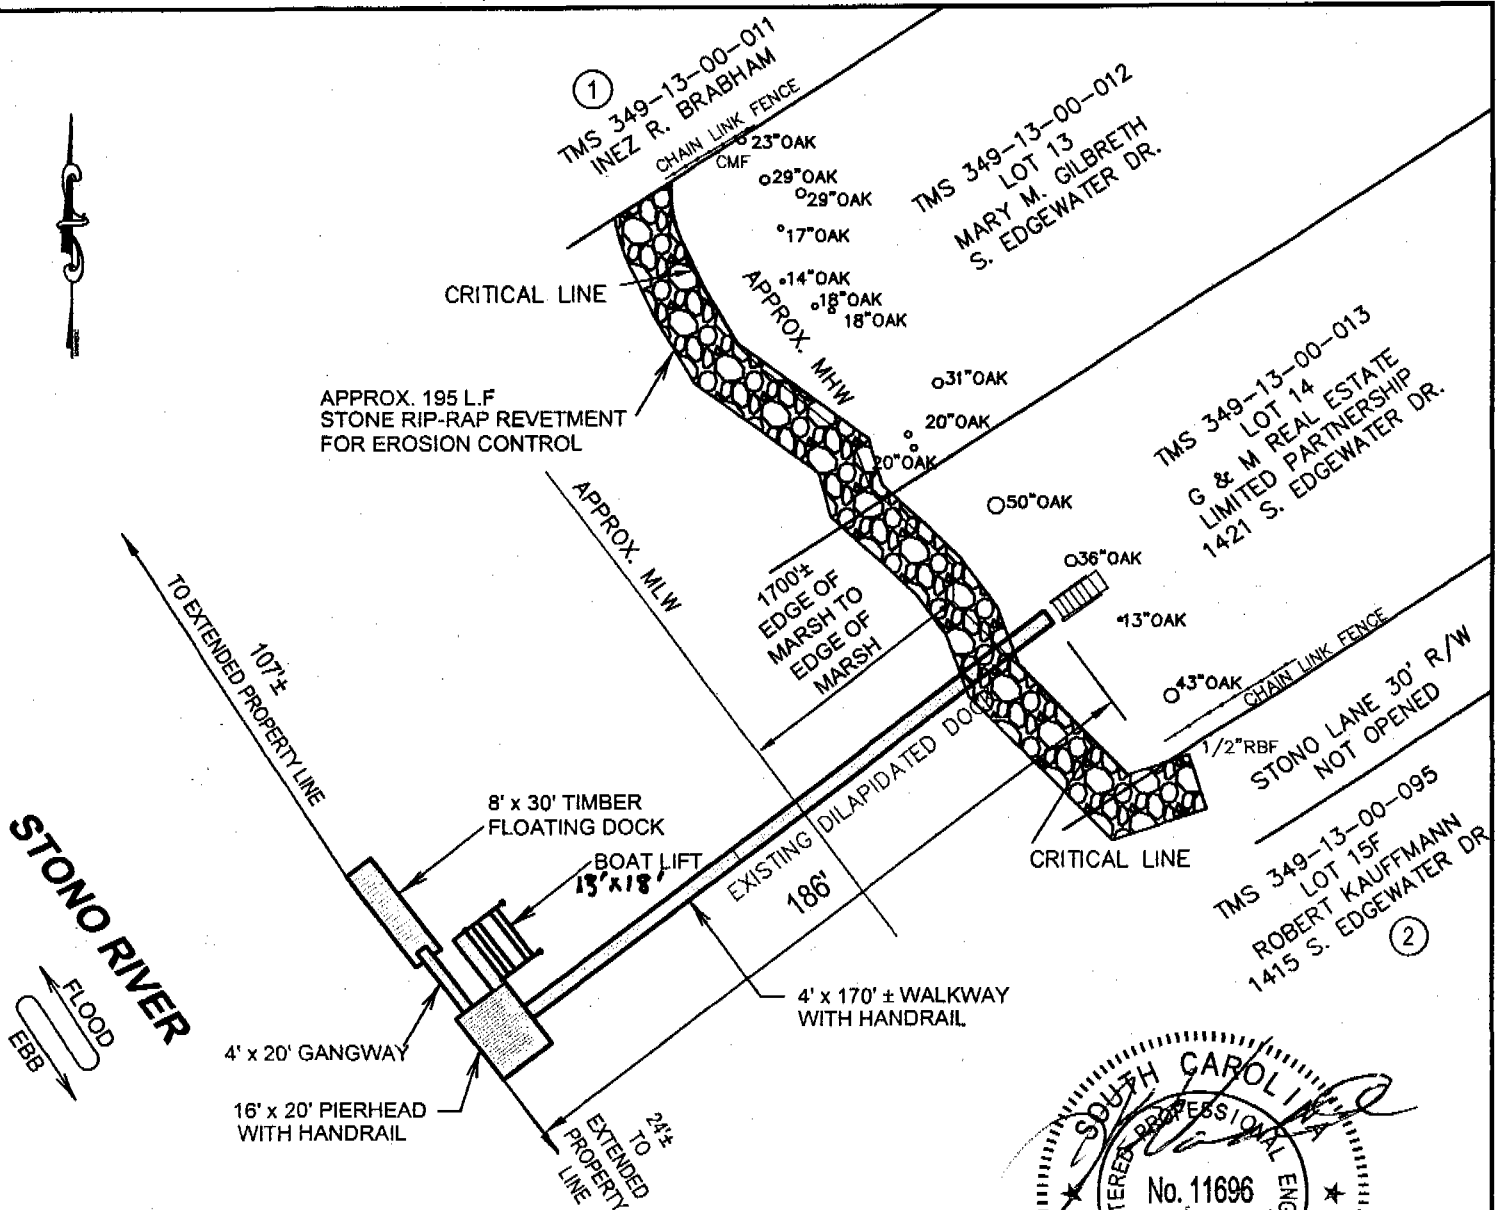 1
TMS 349-13-00-011
INEZ R. BRABHAM
CHAIN LINK FENCE
CMF
23"OAK
29"OAK
29"OAK
17"OAK
14"OAK
18"OAK
18"OAK
31"OAK
20"OAK
20"OAK
TMS 349-13-00-012
LOT 13
MARY M. GILBRETH
S. EDGEWATER DR.
CRITICAL LINE
APPROX. MHW
APPROX. 195 L.F
STONE RIP-RAP REVETMENT
FOR EROSION CONTROL
APPROX. MLW
TMS 349-13-00-013
LOT 14
G & M REAL ESTATE
LIMITED PARTNERSHIP
1421 S. EDGEWATER DR.
50"OAK
36"OAK
13"OAK
43"OAK
1700'±
EDGE OF
MARSH TO
EDGE OF
MARSH
107'±
TO EXTENDED PROPERTY LINE
CHAIN LINK FENCE
1/2"RBF
STONO LANE 30' R/W
NOT OPENED
TMS 349-13-00-095
LOT 15F
ROBERT KAUFFMANN
1415 S. EDGEWATER DR
2
CRITICAL LINE
8' x 30' TIMBER
FLOATING DOCK
BOAT LIFT
13'x18'
EXISTING DILAPIDATED DOCK
186'
STONO RIVER
FLOOD
EBB
4' x 170' ± WALKWAY
WITH HANDRAIL
4' x 20' GANGWAY
16' x 20' PIERHEAD
WITH HANDRAIL
24'±
TO
EXTENDED
PROPERTY
LINE
SOUTH CAROLINA
PROFESSIONAL
No. 11696